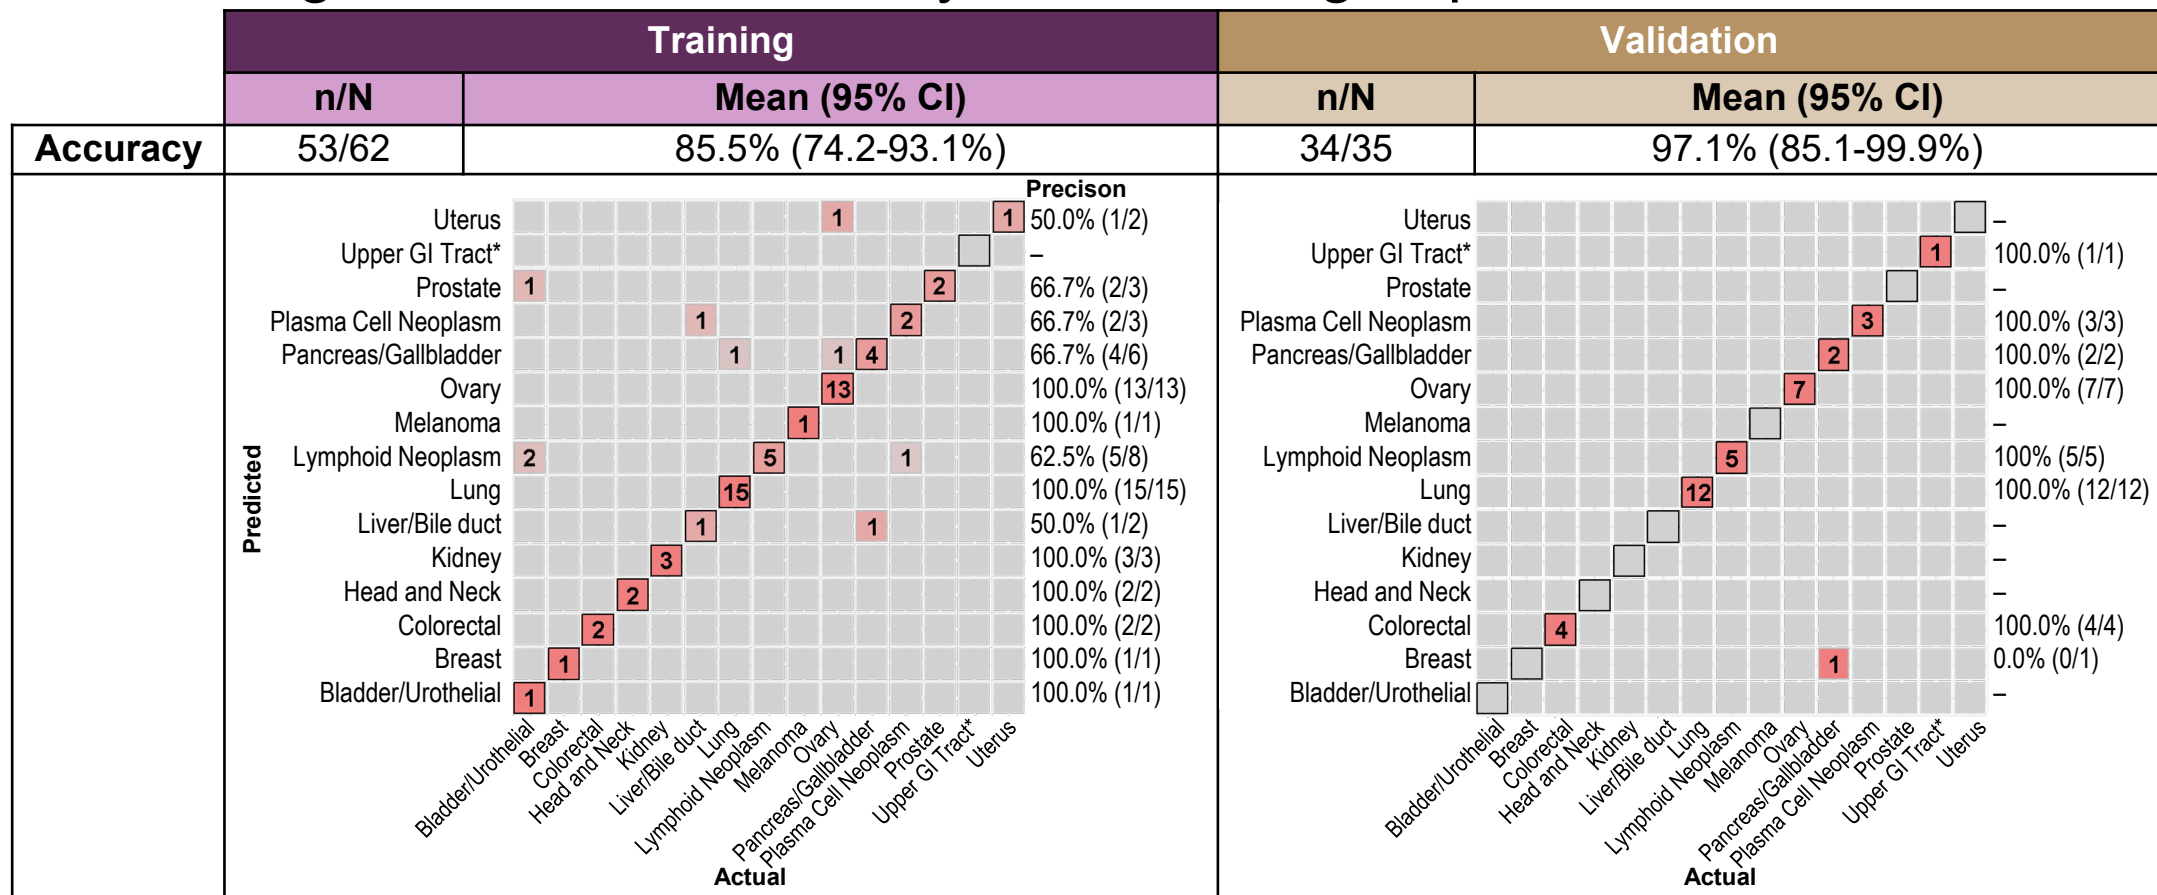 Training Validation
n/N Mean (95% CI) n/N Mean (95% CI)
Accuracy 53/62 85.5% (74.2-93.1%) 34/35 97.1% (85.1-99.9%)
Precison
Uterus 1 1 50.0% (1/2)
Upper GI Tract* –
Prostate 1 2 66.7% (2/3)
Plasma Cell Neoplasm 1 2 66.7% (2/3)
Pancreas/Gallbladder 1 1 4 66.7% (4/6)
Ovary 13 100.0% (13/13)
Melanoma 1 100.0% (1/1)
Lymphoid Neoplasm 2 5 1 62.5% (5/8)
Lung 15 100.0% (15/15)
Liver/Bile duct 1 1 50.0% (1/2)
Kidney 3 100.0% (3/3)
Head and Neck 2 100.0% (2/2)
Colorectal 2 100.0% (2/2)
Breast 1 100.0% (1/1)
Bladder/Urothelial 1 100.0% (1/1)
Predicted
Bladder/Urothelial
Breast
Colorectal
Head and Neck
Kidney
Liver/Bile duct
Lung
Lymphoid Neoplasm
Melanoma
Ovary
Pancreas/Gallbladder
Plasma Cell Neoplasm
Prostate
Upper GI Tract*
Uterus
Actual
Uterus –
Upper GI Tract* 1 100.0% (1/1)
Prostate –
Plasma Cell Neoplasm 3 100.0% (3/3)
Pancreas/Gallbladder 2 100.0% (2/2)
Ovary 7 100.0% (7/7)
Melanoma –
Lymphoid Neoplasm 5 100% (5/5)
Lung 12 100.0% (12/12)
Liver/Bile duct –
Kidney –
Head and Neck –
Colorectal 4 100.0% (4/4)
Breast 1 0.0% (0/1)
Bladder/Urothelial –
Bladder/Urothelial
Breast
Colorectal
Head and Neck
Kidney
Liver/Bile duct
Lung
Lymphoid Neoplasm
Melanoma
Ovary
Pancreas/Gallbladder
Plasma Cell Neoplasm
Prostate
Upper GI Tract*
Uterus
Actual